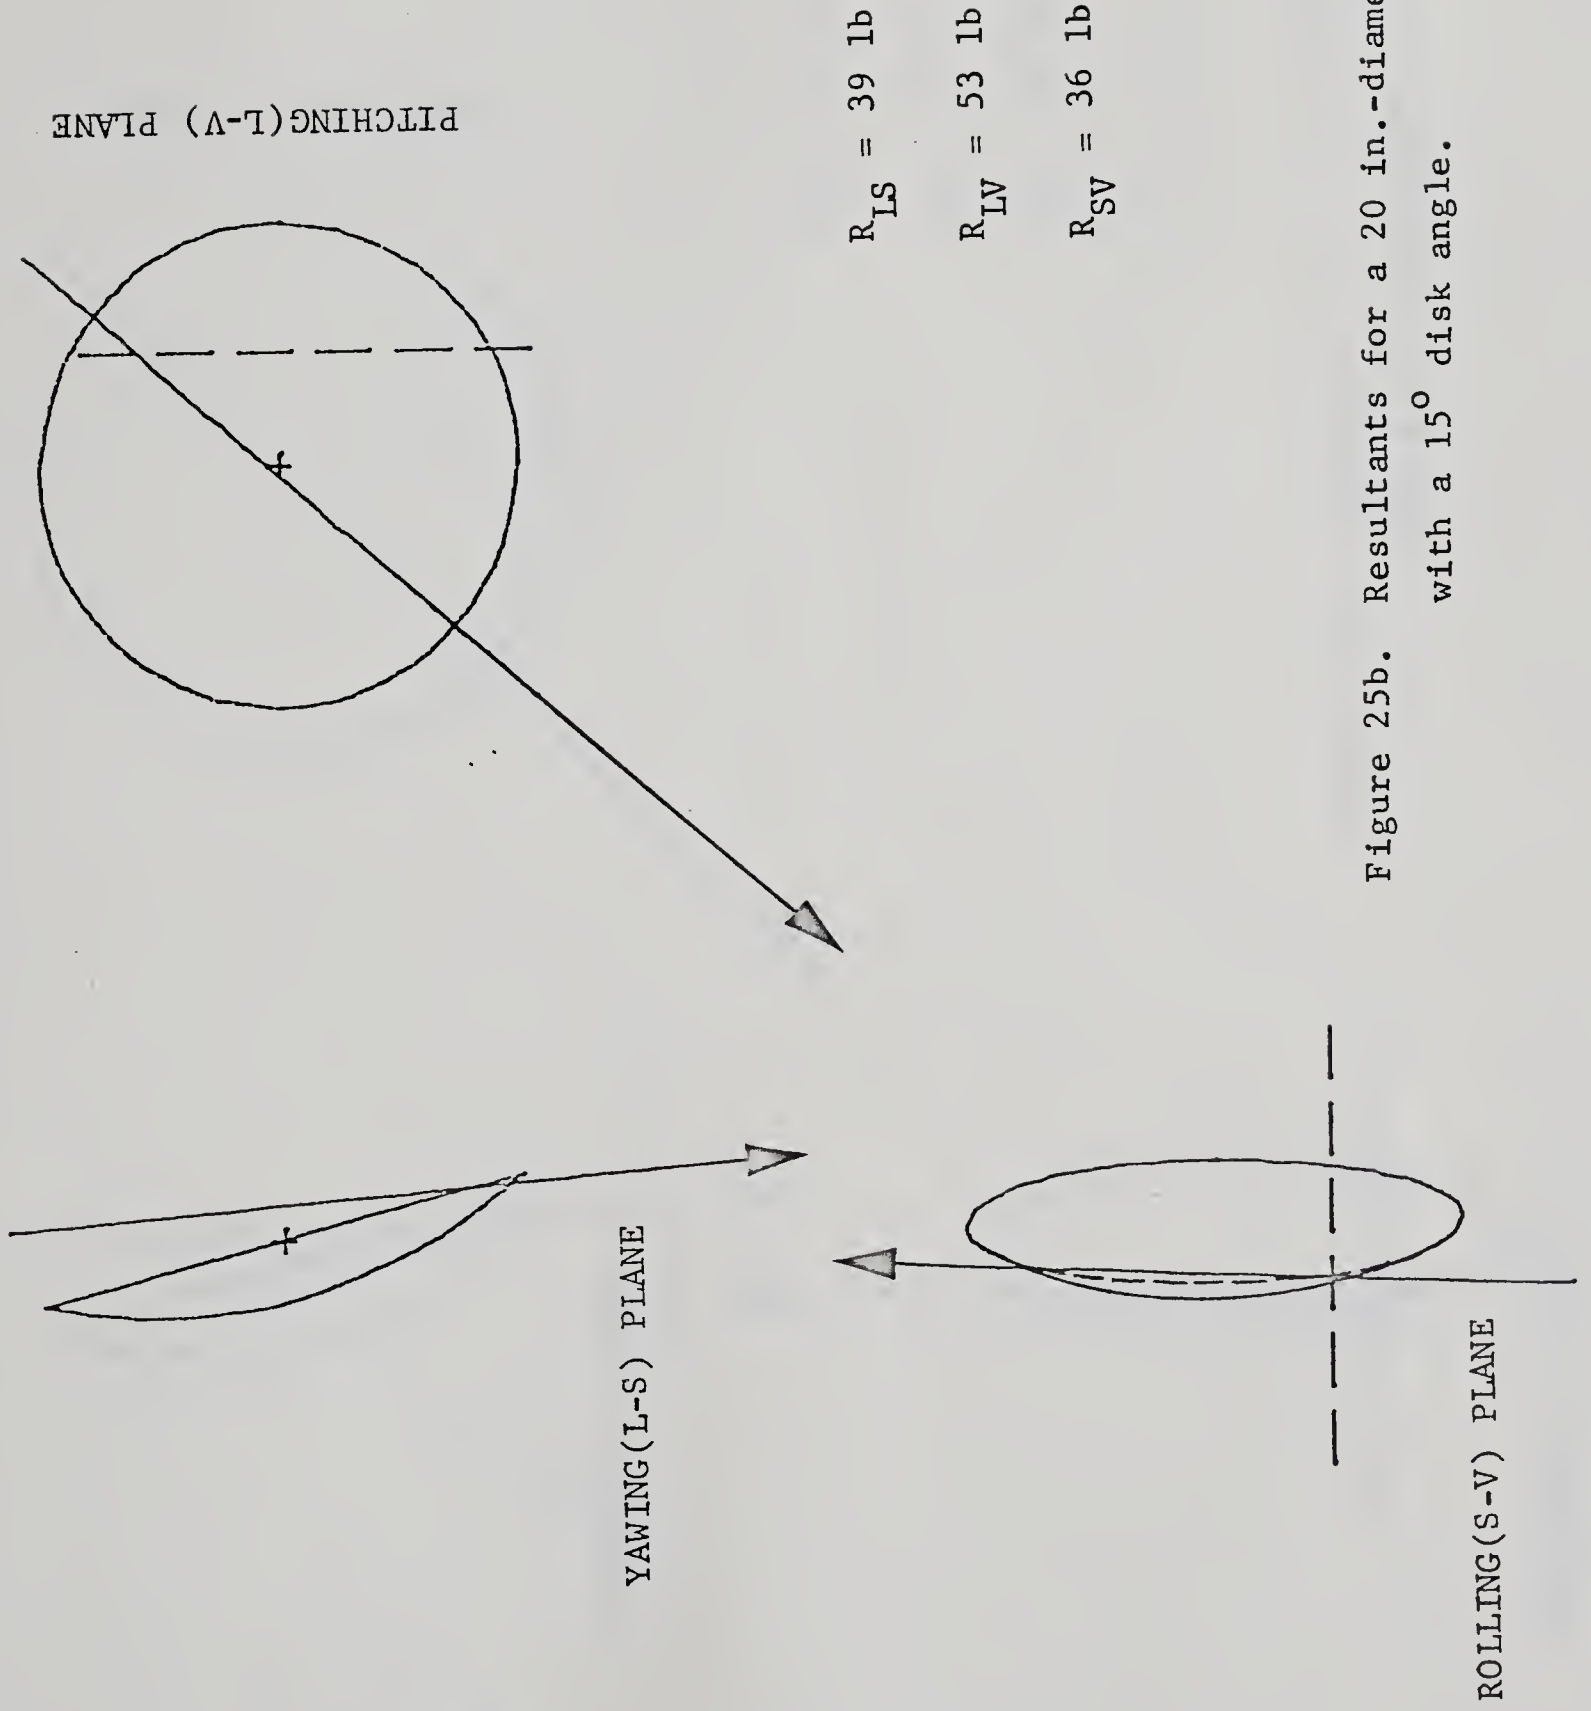 PITCHING(L-V) PLANE
YAWING(L-S) PLANE
ROLLING(S-V) PLANE
R_LS = 39 lb
R_LV = 53 lb
R_SV = 36 lb
Figure 25b. Resultants for a 20 in.-diame
with a 15° disk angle.